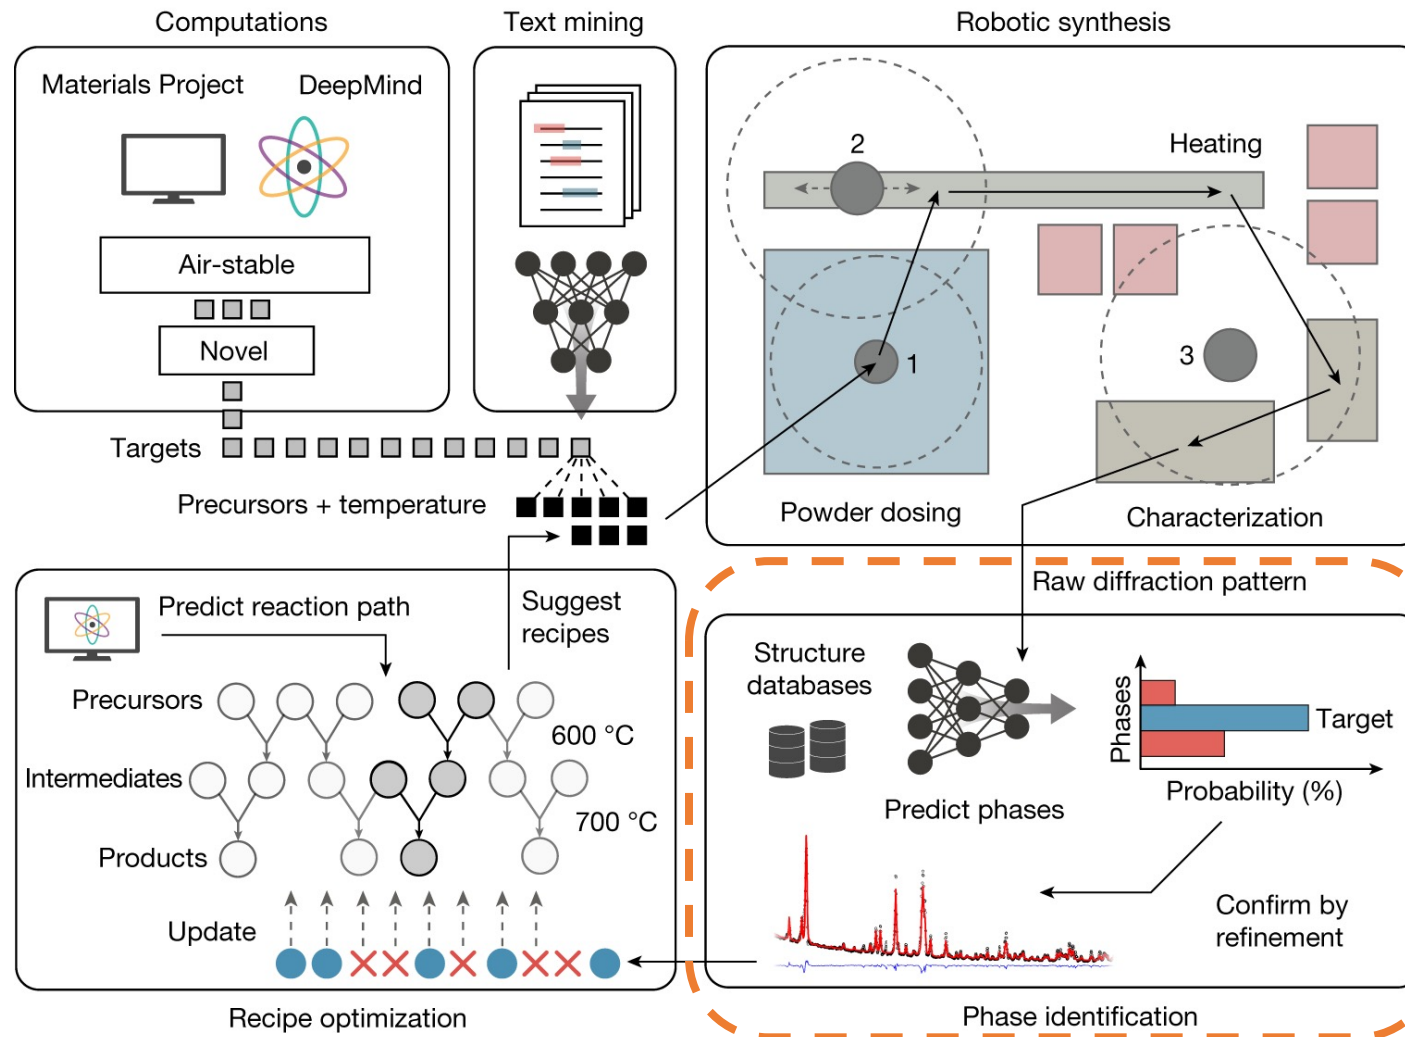 Computations
Text mining
Robotic synthesis
Materials Project
DeepMind
Air-stable
Novel
Targets
Precursors + temperature
2
Heating
1
3
Powder dosing
Characterization
Predict reaction path
Suggest
recipes
Precursors
600 °C
Intermediates
700 °C
Products
Update
Recipe optimization
Raw diffraction pattern
Structure
databases
Predict phases
Phases
Target
Probability (%)
Confirm by
refinement
Phase identification